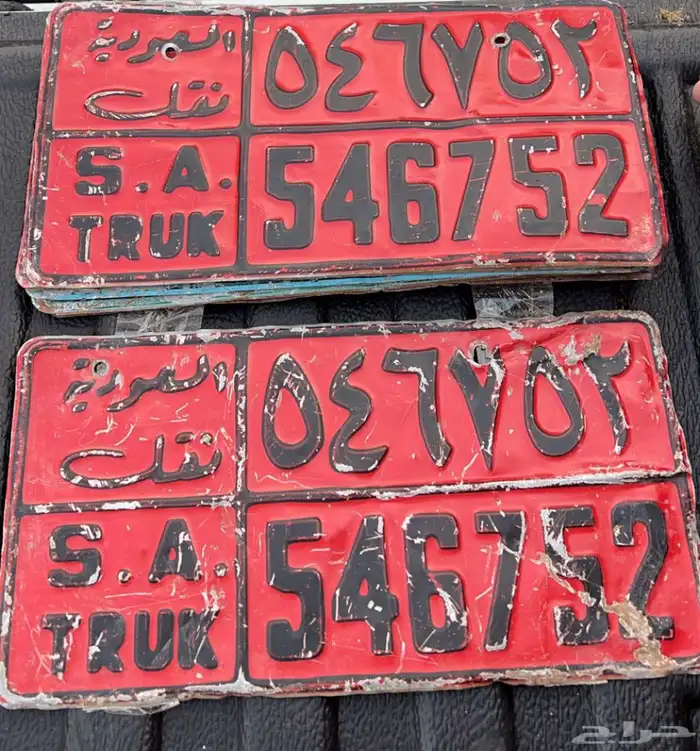 السعودية ٥٤٦٧٥٢
نقل
S.A. 546752
TRUK
السعودية ٥٤٦٧٥٢
نقل
S.A. 546752
TRUK
حراج